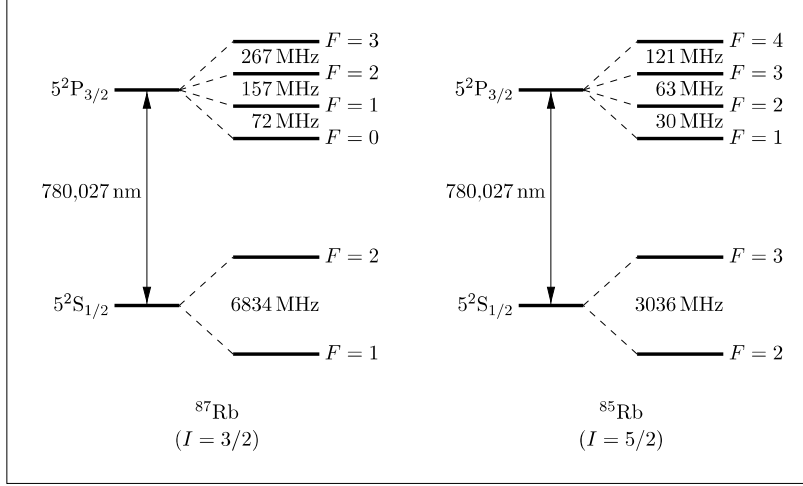 F = 3
267 MHz
F = 2
5²P₃/₂
157 MHz
F = 1
72 MHz
F = 0
780,027 nm
F = 2
5²S₁/₂
6834 MHz
F = 1
⁸⁷Rb
(I = 3/2)
F = 4
121 MHz
F = 3
5²P₃/₂
63 MHz
F = 2
30 MHz
F = 1
780,027 nm
F = 3
5²S₁/₂
3036 MHz
F = 2
⁸⁵Rb
(I = 5/2)